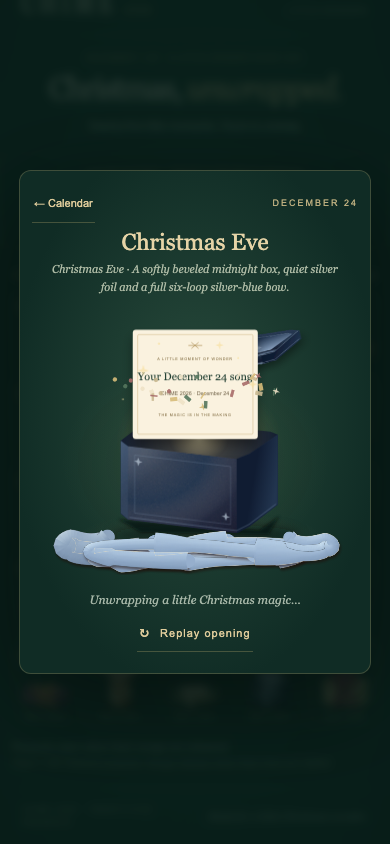 ← Calendar
DECEMBER 24
Christmas Eve
Christmas Eve · A softly beveled midnight box, quiet silver
foil and a full six-loop silver-blue bow.
A LITTLE MOMENT OF WONDER
Your December 24 song
CHIME 2026 · December 24
THE MAGIC IS IN THE MAKING
Unwrapping a little Christmas magic...
↻ Replay opening